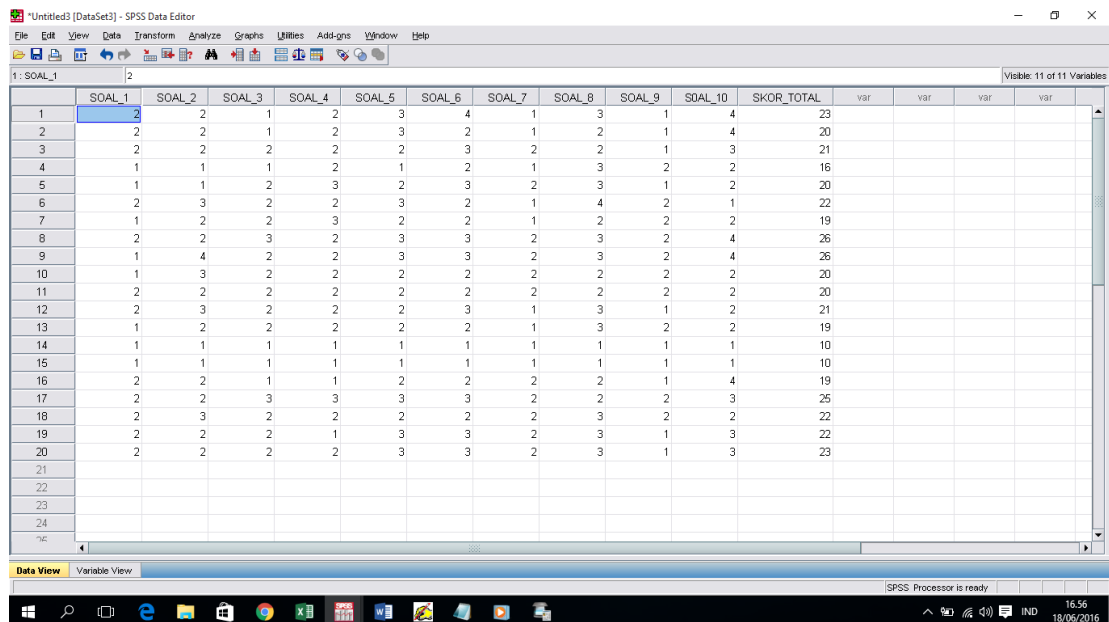 *Untitled3 [DataSet3] - SPSS Data Editor
File Edit View Data Transform Analyze Graphs Utilities Add-ons Window Help
1 : SOAL_1 2 Visible: 11 of 11 Variables
SOAL_1 SOAL_2 SOAL_3 SOAL_4 SOAL_5 SOAL_6 SOAL_7 SOAL_8 SOAL_9 SOAL_10 SKOR_TOTAL var var var var
1 2 2 1 2 3 4 1 3 1 4 23
2 2 2 1 2 3 2 1 2 1 4 20
3 2 2 2 2 2 3 2 2 1 3 21
4 1 1 1 2 1 2 1 3 2 2 16
5 1 1 2 3 2 3 2 3 1 2 20
6 2 3 2 2 3 2 1 4 2 1 22
7 1 2 2 3 2 2 1 2 2 2 19
8 2 2 3 2 3 3 2 3 2 4 26
9 1 4 2 2 3 3 2 3 2 4 26
10 1 3 2 2 2 2 2 2 2 2 20
11 2 2 2 2 2 2 2 2 2 2 20
12 2 3 2 2 2 3 1 3 1 2 21
13 1 2 2 2 2 2 1 3 2 2 19
14 1 1 1 1 1 1 1 1 1 1 10
15 1 1 1 1 1 1 1 1 1 1 10
16 2 2 1 1 2 2 2 2 1 4 19
17 2 2 3 3 3 3 2 2 2 3 25
18 2 3 2 2 2 2 2 3 2 2 22
19 2 2 2 1 3 3 2 3 1 3 22
20 2 2 2 2 3 3 2 3 1 3 23
21
22
23
24
Data View Variable View
SPSS Processor is ready
IND 16.56
18/06/2016